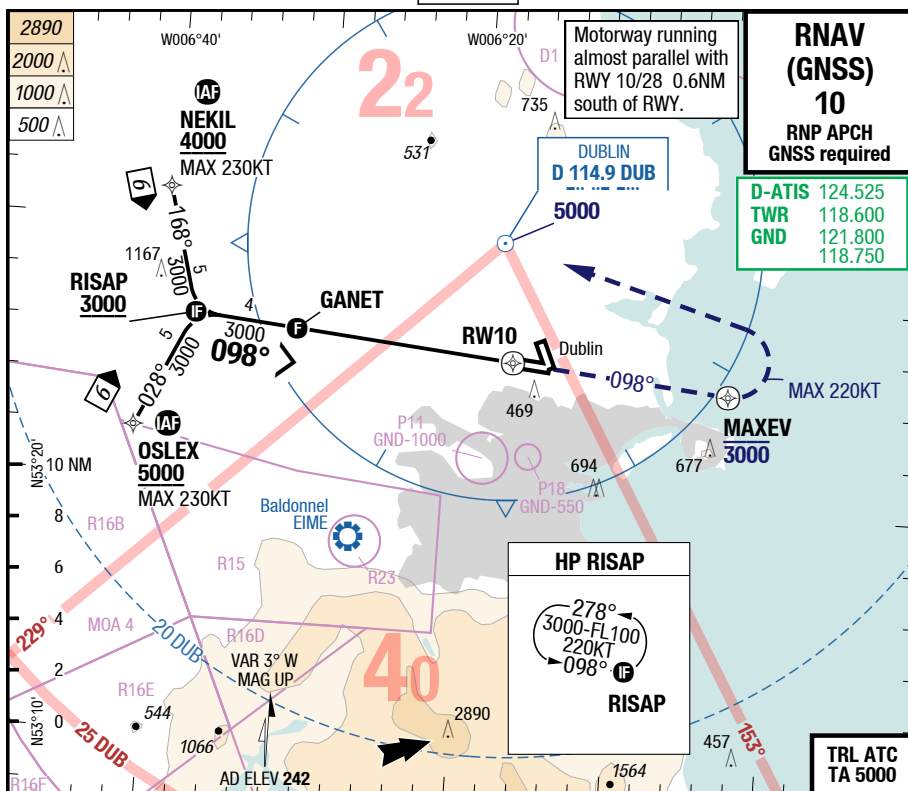 2890
2000
1000
500
W006°40'
W006°20'
D1
Motorway running
almost parallel with
RWY 10/28 0.6NM
south of RWY.
RNAV
(GNSS)
10
RNP APCH
GNSS required
D-ATIS 124.525
TWR 118.600
GND 121.800
118.750
22
735
531
IAF
NEKIL
4000
MAX 230KT
9
168°
5
3000
1167
DUBLIN
D 114.9 DUB
5000
RISAP
3000
IF
4
3000
098°
GANET
F
RW10
Dublin
098°
MAX 220KT
MAXEV
3000
469
5
3000
028°
9
IAF
OSLEX
5000
MAX 230KT
P11
GND-1000
P18
GND-550
694
677
N53°20'
10 NM
8
6
4
2
0
N53°10'
R16B
R15
Baldonnel
EIME
R23
MOA 4
R16D
R16E
R16F
229°
20 DUB
25 DUB
VAR 3° W
MAG UP
40
544
1066
2890
AD ELEV 242
1564
457
153°
HP RISAP
278°
3000-FL100
220KT
098°
IF
RISAP
TRL ATC
TA 5000